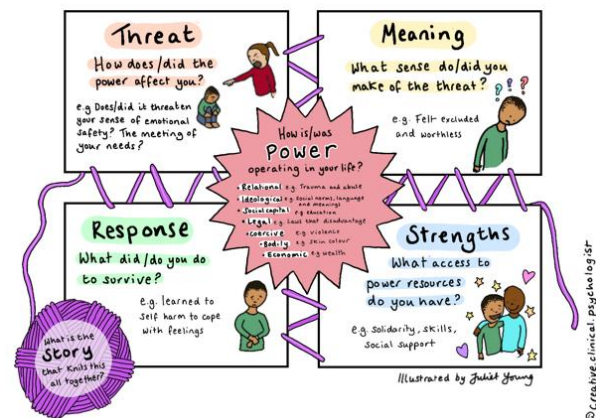 Threat
How does/did the
power affect you?
e.g Does/did it threaten
your sense of emotional
safety? The meeting of
your needs?
Meaning
What sense do/did you
make of the threat?
e.g. Felt excluded
and worthless
? ? ?
How is/was
POWER
operating in your life?
• Relational e.g. Trauma and abuse
• Ideological e.g. Social norms, language
and meanings
• Social capital e.g. education
• Legal e.g. Laws that disadvantage
• Coercive e.g. violence
• Bodily e.g. skin colour
• Economic e.g. wealth
Response
What did/do you do
to survive?
e.g. learned to
self harm to cope
with feelings
Strengths
What access to
power resources
do you have?
e.g. solidarity, skills,
social support
What is the
Story
that knits this
all together?
Illustrated by Juliet Young
©creative.clinical.psychologist